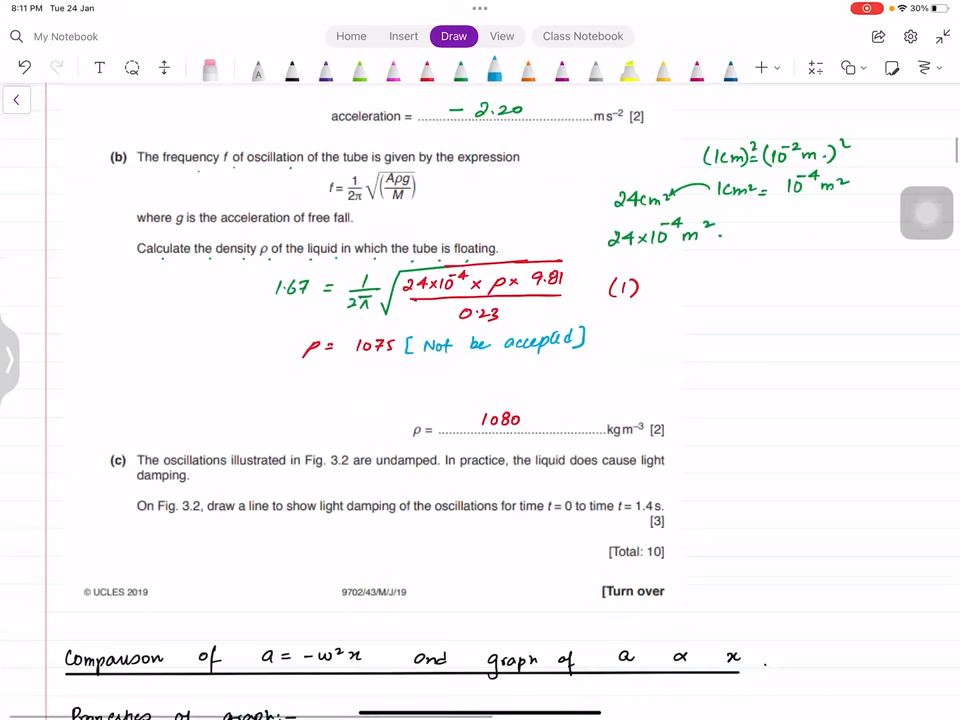 8:11 PM Tue 24 Jan
30%
My Notebook
Home Insert Draw View Class Notebook
acceleration = – 2.20 ms⁻² [2]
(b) The frequency f of oscillation of the tube is given by the expression
f = 1/2π √(Aρg/M)
where g is the acceleration of free fall.
Calculate the density ρ of the liquid in which the tube is floating.
(1cm)² = (10⁻² m.)²
24cm² 1cm² = 10⁻⁴ m²
24×10⁻⁴ m².
1.67 = 1/2π √(24×10⁻⁴ × ρ × 9.81 / 0.23) (1)
ρ = 1075 [Not be accepted]
ρ = 1080 kg m⁻³ [2]
(c) The oscillations illustrated in Fig. 3.2 are undamped. In practice, the liquid does cause light
damping.
On Fig. 3.2, draw a line to show light damping of the oscillations for time t = 0 to time t = 1.4 s.
[3]
[Total: 10]
© UCLES 2019 9702/43/M/J/19 [Turn over
Comparison of a = -ω²x and graph of a ∝ x .
Properties of graph:-